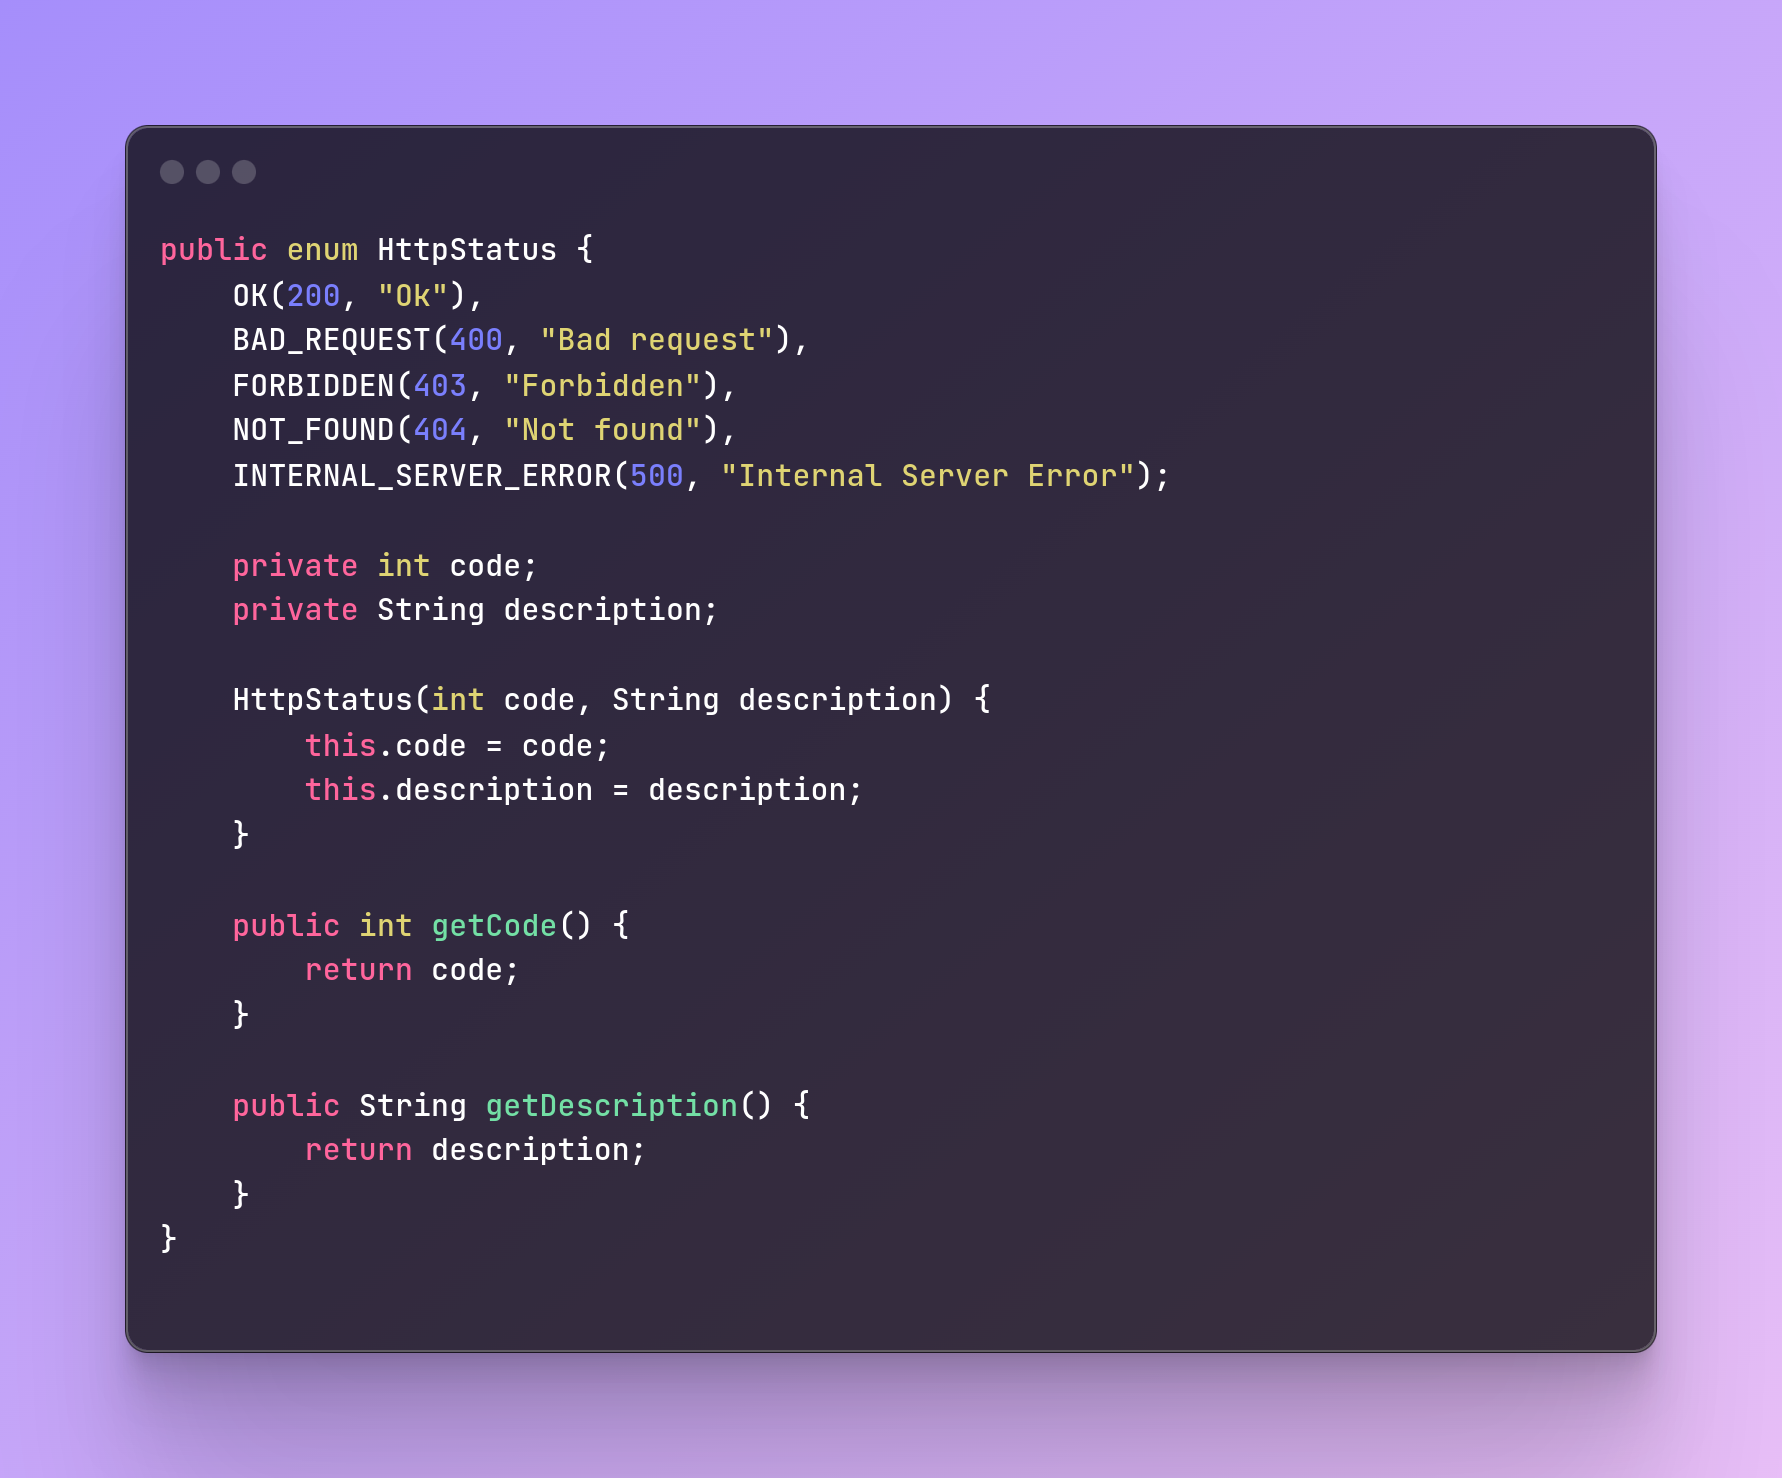 public enum HttpStatus {
    OK(200, "Ok"),
    BAD_REQUEST(400, "Bad request"),
    FORBIDDEN(403, "Forbidden"),
    NOT_FOUND(404, "Not found"),
    INTERNAL_SERVER_ERROR(500, "Internal Server Error");

    private int code;
    private String description;

    HttpStatus(int code, String description) {
        this.code = code;
        this.description = description;
    }

    public int getCode() {
        return code;
    }

    public String getDescription() {
        return description;
    }
}